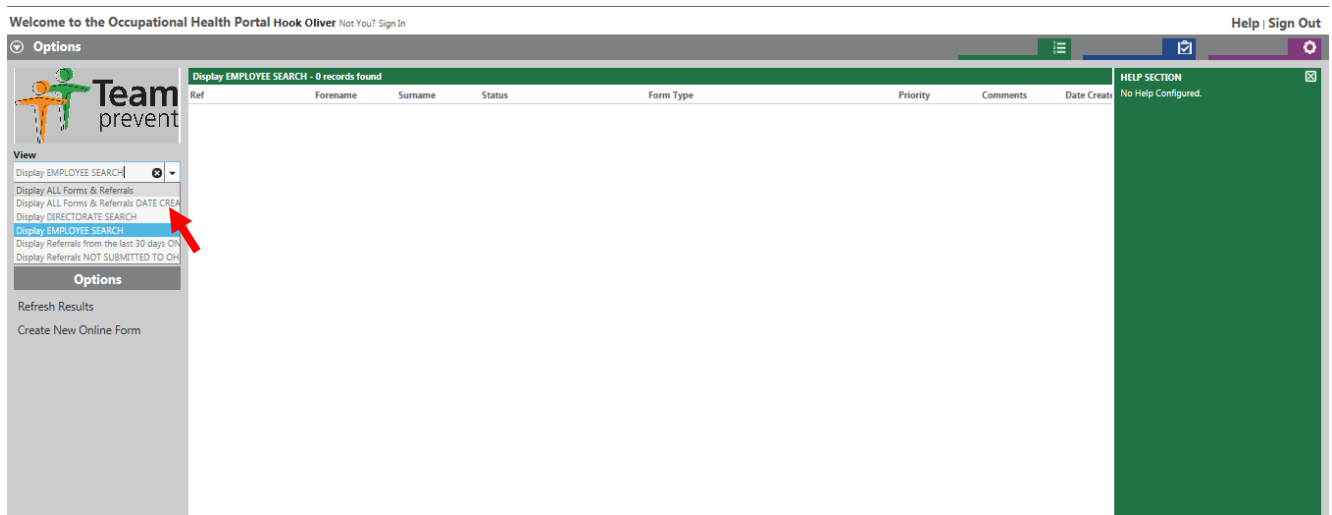 Welcome to the Occupational Health Portal Hook Oliver Not You? Sign In
Help | Sign Out
Options
Team
prevent
View
Display EMPLOYEE SEARCH
Display ALL Forms & Referrals
Display ALL Forms & Referrals DATE CREA
Display DIRECTORATE SEARCH
Display EMPLOYEE SEARCH
Display Referrals from the last 30 days ON
Display Referrals NOT SUBMITTED TO OH
Options
Refresh Results
Create New Online Form
Display EMPLOYEE SEARCH - 0 records found
Ref Forename Surname Status Form Type Priority Comments Date Create
HELP SECTION
No Help Configured.